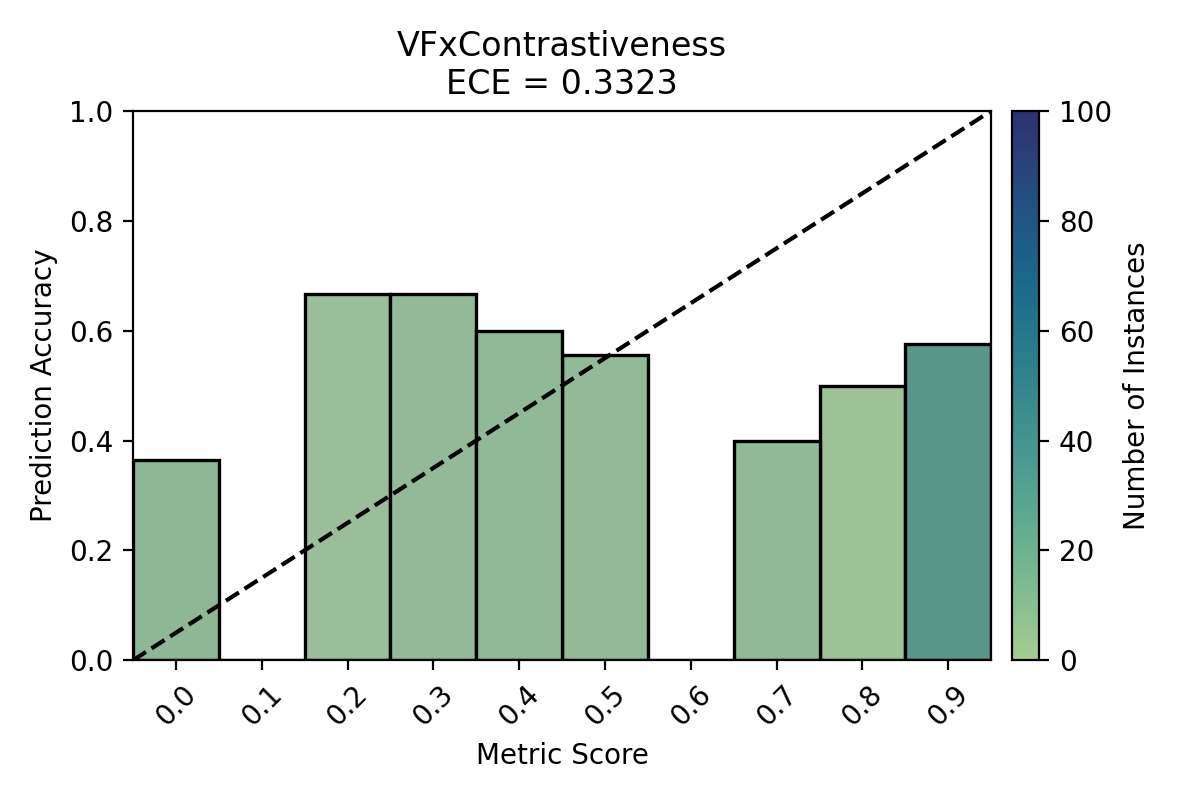 VFxContrastiveness
ECE = 0.3323
1.0
0.8
0.6
0.4
0.2
0.0
Prediction Accuracy
0.0 0.1 0.2 0.3 0.4 0.5 0.6 0.7 0.8 0.9
Metric Score
100
80
60
40
20
0
Number of Instances